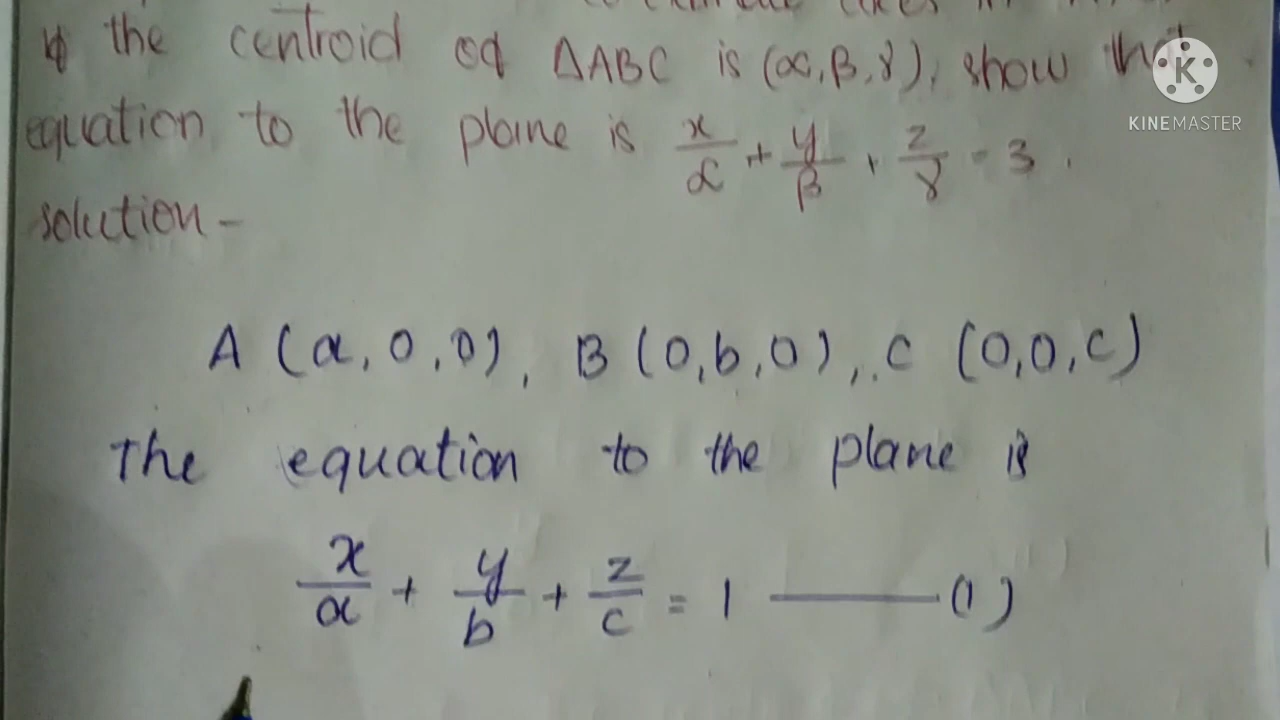 the centroid of ΔABC is (α, β, γ), show that
equation to the plane is x/α + y/β + z/γ = 3.
solution -
A (a, 0, 0), B (0, b, 0), C (0, 0, c)
The equation to the plane is
x/a + y/b + z/c = 1 —— (1)
K
KINEMASTER